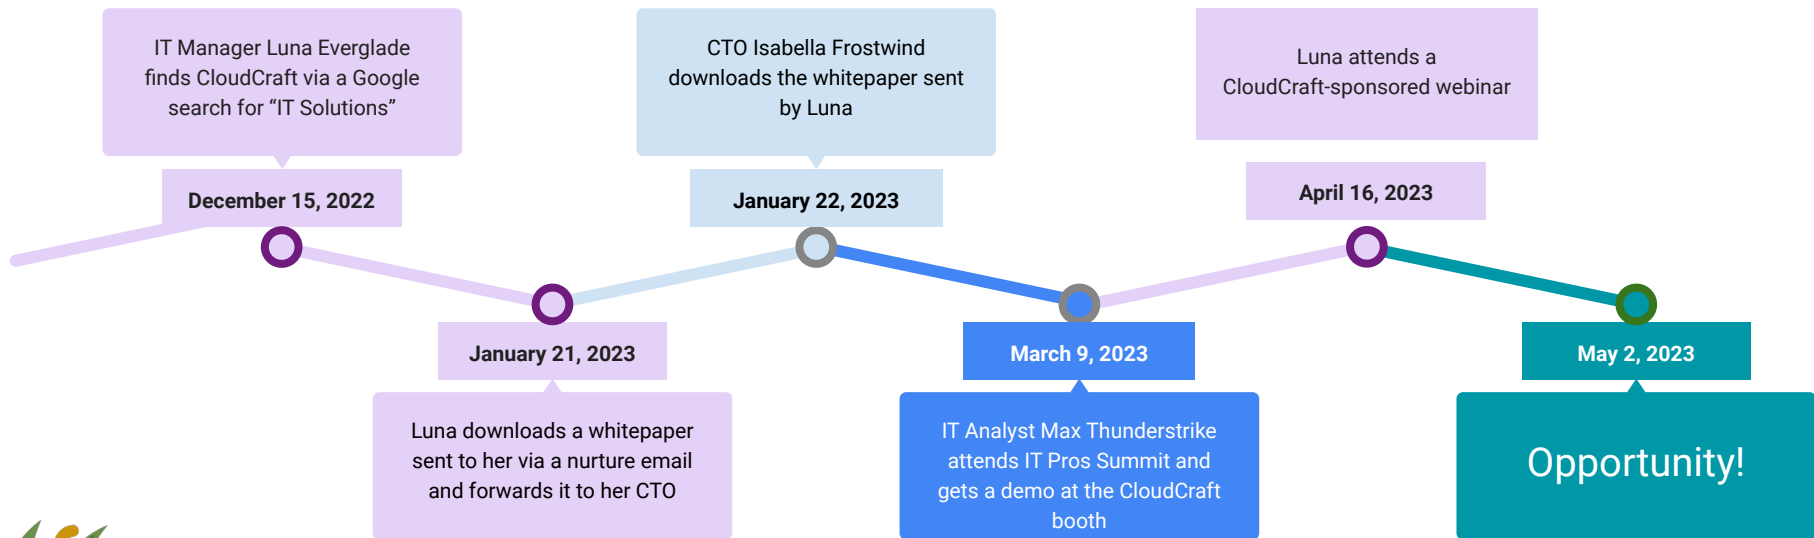 IT Manager Luna Everglade
finds CloudCraft via a Google
search for “IT Solutions”
December 15, 2022
January 21, 2023
Luna downloads a whitepaper
sent to her via a nurture email
and forwards it to her CTO
CTO Isabella Frostwind
downloads the whitepaper sent
by Luna
January 22, 2023
March 9, 2023
IT Analyst Max Thunderstrike
attends IT Pros Summit and
gets a demo at the CloudCraft
booth
Luna attends a
CloudCraft-sponsored webinar
April 16, 2023
May 2, 2023
Opportunity!